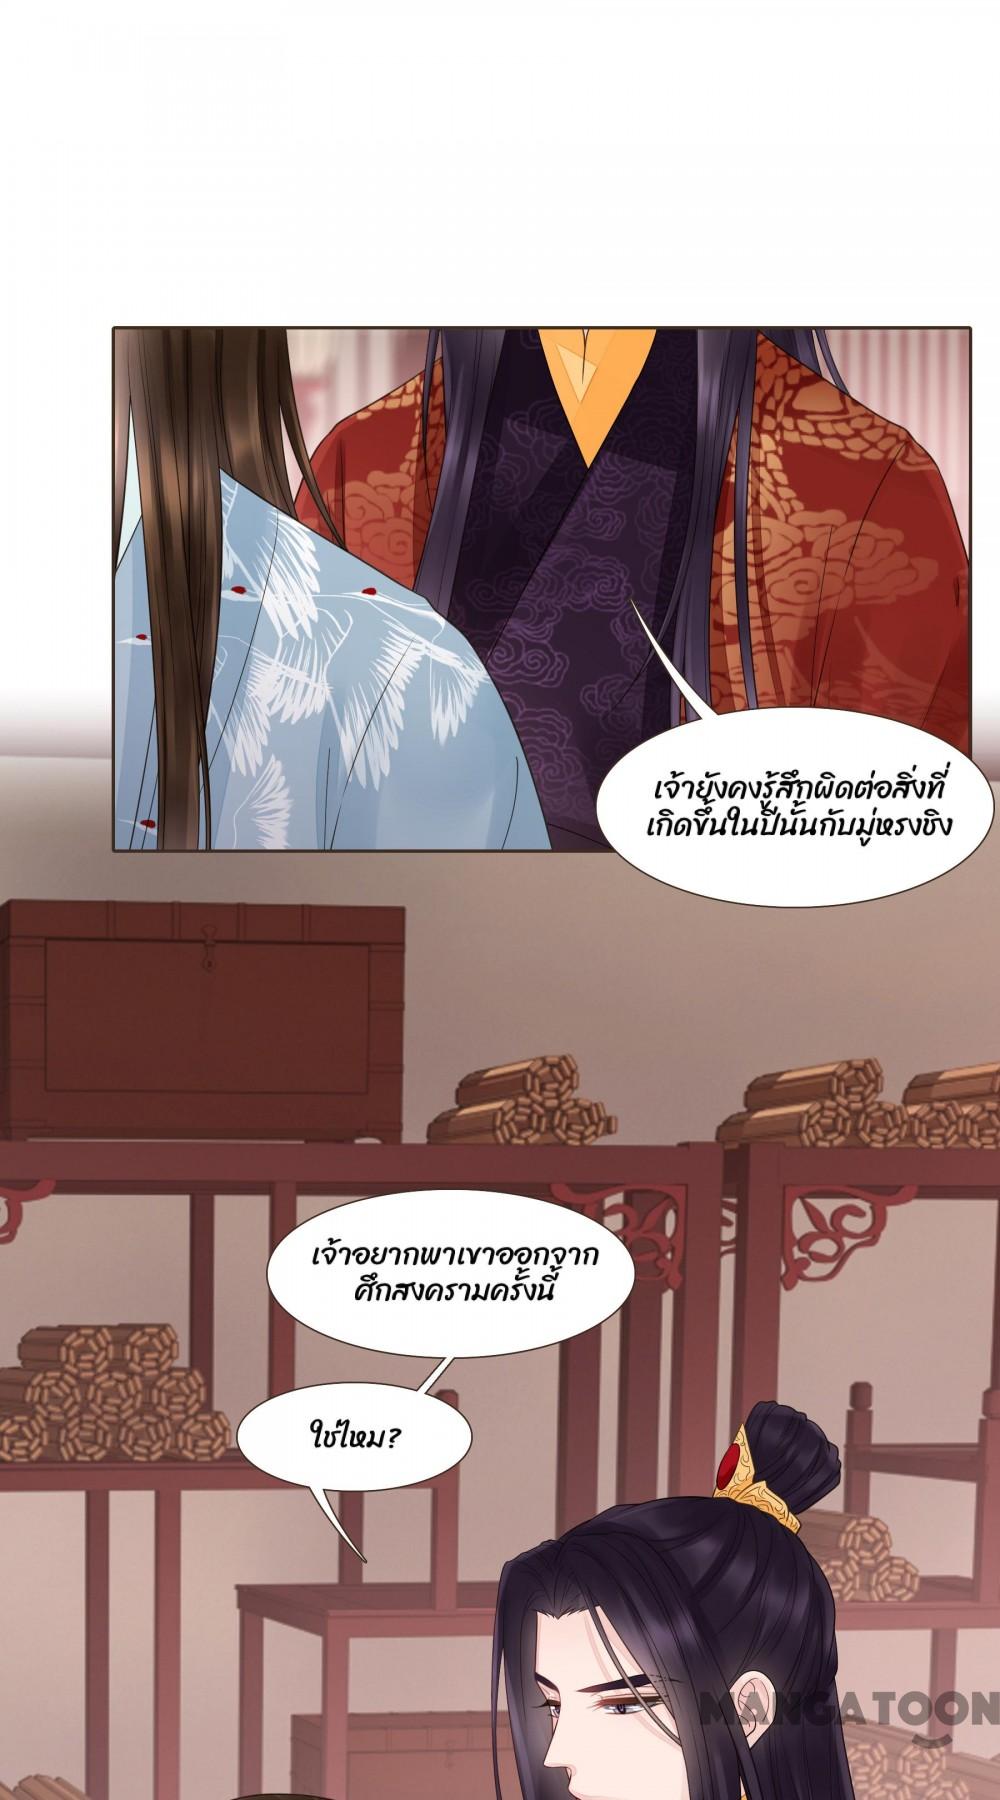 เจ้ายังคงรู้สึกผิดต่อสิ่งที่
เกิดขึ้นในปีนั้นกับมู่หรงชิง
เจ้าอยากพาเขาออกจาก
ศึกสงครามครั้งนี้
ใช่ไหม?
MANGATOON